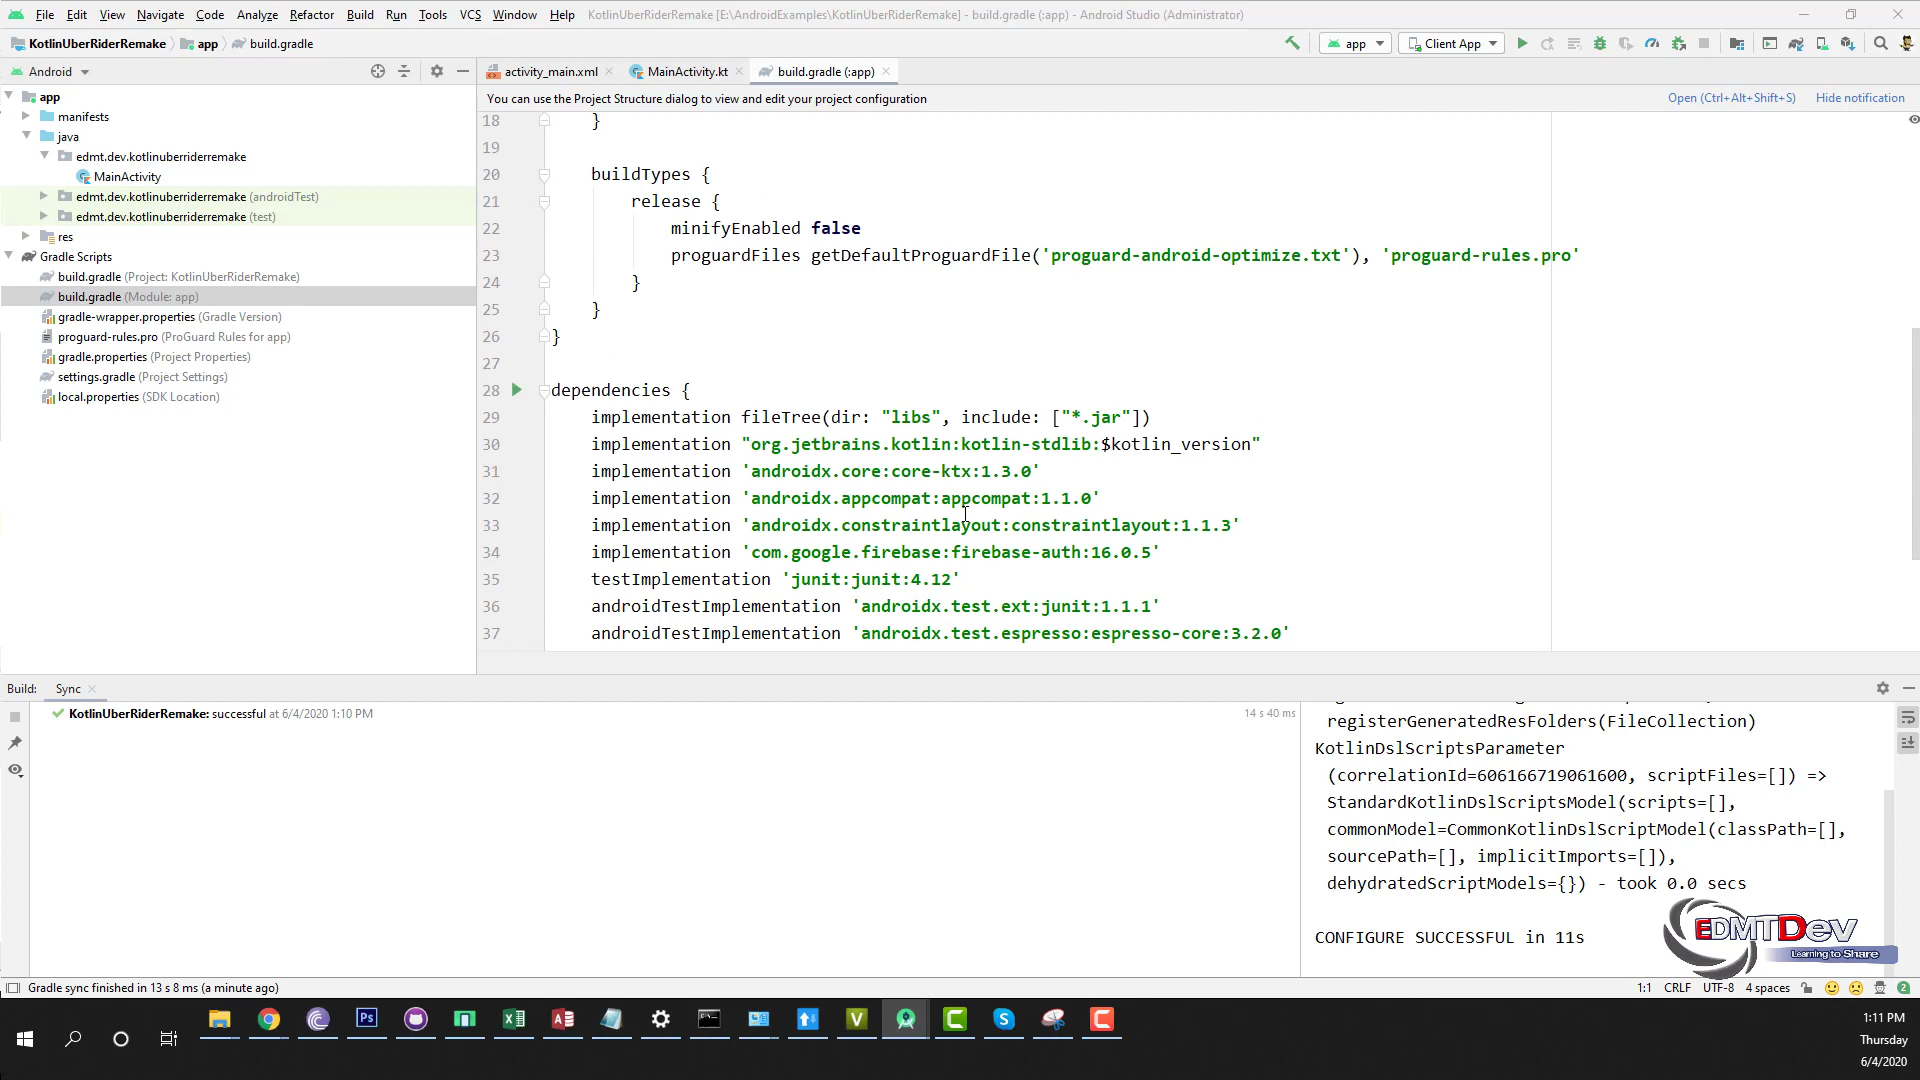 File Edit View Navigate Code Analyze Refactor Build Run Tools VCS Window Help KotlinUberRiderRemake [E:\AndroidExamples\KotlinUberRiderRemake] - build.gradle (:app) - Android Studio (Administrator)
KotlinUberRiderRemake app build.gradle app Client App
Android activity_main.xml MainActivity.kt build.gradle (:app)
You can use the Project Structure dialog to view and edit your project configuration Open (Ctrl+Alt+Shift+S) Hide notification
app
manifests
java
edmt.dev.kotlinuberriderremake
MainActivity
edmt.dev.kotlinuberriderremake (androidTest)
edmt.dev.kotlinuberriderremake (test)
res
Gradle Scripts
build.gradle (Project: KotlinUberRiderRemake)
build.gradle (Module: app)
gradle-wrapper.properties (Gradle Version)
proguard-rules.pro (ProGuard Rules for app)
gradle.properties (Project Properties)
settings.gradle (Project Settings)
local.properties (SDK Location)
18 }
19
20 buildTypes {
21 release {
22 minifyEnabled false
23 proguardFiles getDefaultProguardFile('proguard-android-optimize.txt'), 'proguard-rules.pro'
24 }
25 }
26 }
27
28 dependencies {
29 implementation fileTree(dir: "libs", include: ["*.jar"])
30 implementation "org.jetbrains.kotlin:kotlin-stdlib:$kotlin_version"
31 implementation 'androidx.core:core-ktx:1.3.0'
32 implementation 'androidx.appcompat:appcompat:1.1.0'
33 implementation 'androidx.constraintlayout:constraintlayout:1.1.3'
34 implementation 'com.google.firebase:firebase-auth:16.0.5'
35 testImplementation 'junit:junit:4.12'
36 androidTestImplementation 'androidx.test.ext:junit:1.1.1'
37 androidTestImplementation 'androidx.test.espresso:espresso-core:3.2.0'
Build: Sync
KotlinUberRiderRemake: successful at 6/4/2020 1:10 PM 14 s 40 ms
registerGeneratedResFolders(FileCollection)
KotlinDslScriptsParameter
(correlationId=606166719061600, scriptFiles=[]) =>
StandardKotlinDslScriptsModel(scripts=[],
commonModel=CommonKotlinDslScriptModel(classPath=[],
sourcePath=[], implicitImports=[]),
dehydratedScriptModels={}) - took 0.0 secs
CONFIGURE SUCCESSFUL in 11s
EDMTDev
Learning to Share
Gradle sync finished in 13 s 8 ms (a minute ago) 1:1 CRLF UTF-8 4 spaces 2
1:11 PM
Thursday
6/4/2020